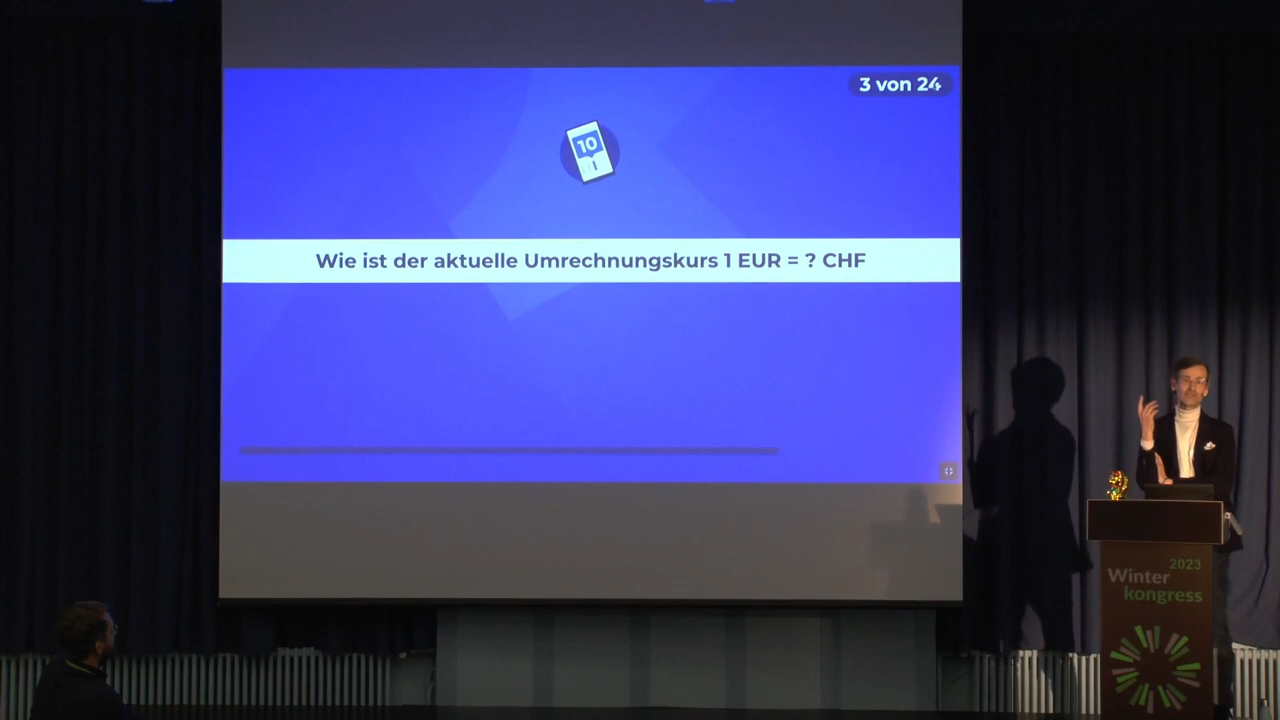 3 von 24
10
Wie ist der aktuelle Umrechnungskurs 1 EUR = ? CHF
2023
Winter
kongress